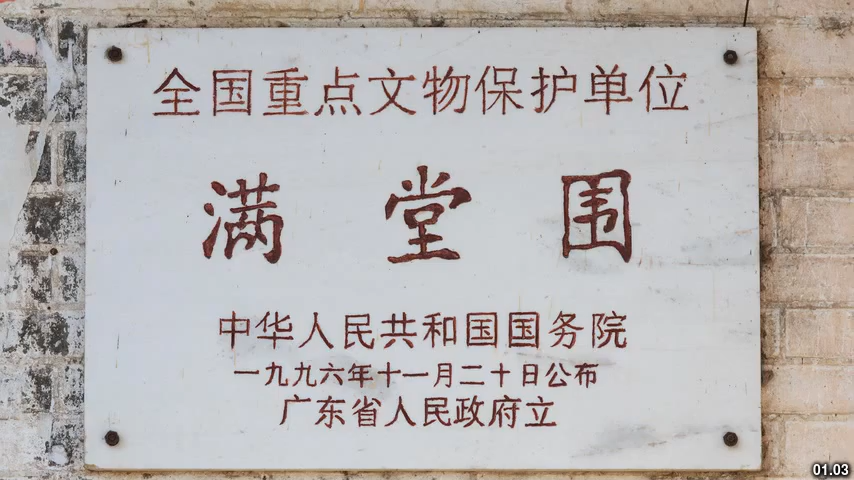 全国重点文物保护单位
满堂围
中华人民共和国国务院
一九九六年十一月二十日公布
广东省人民政府立
01.03